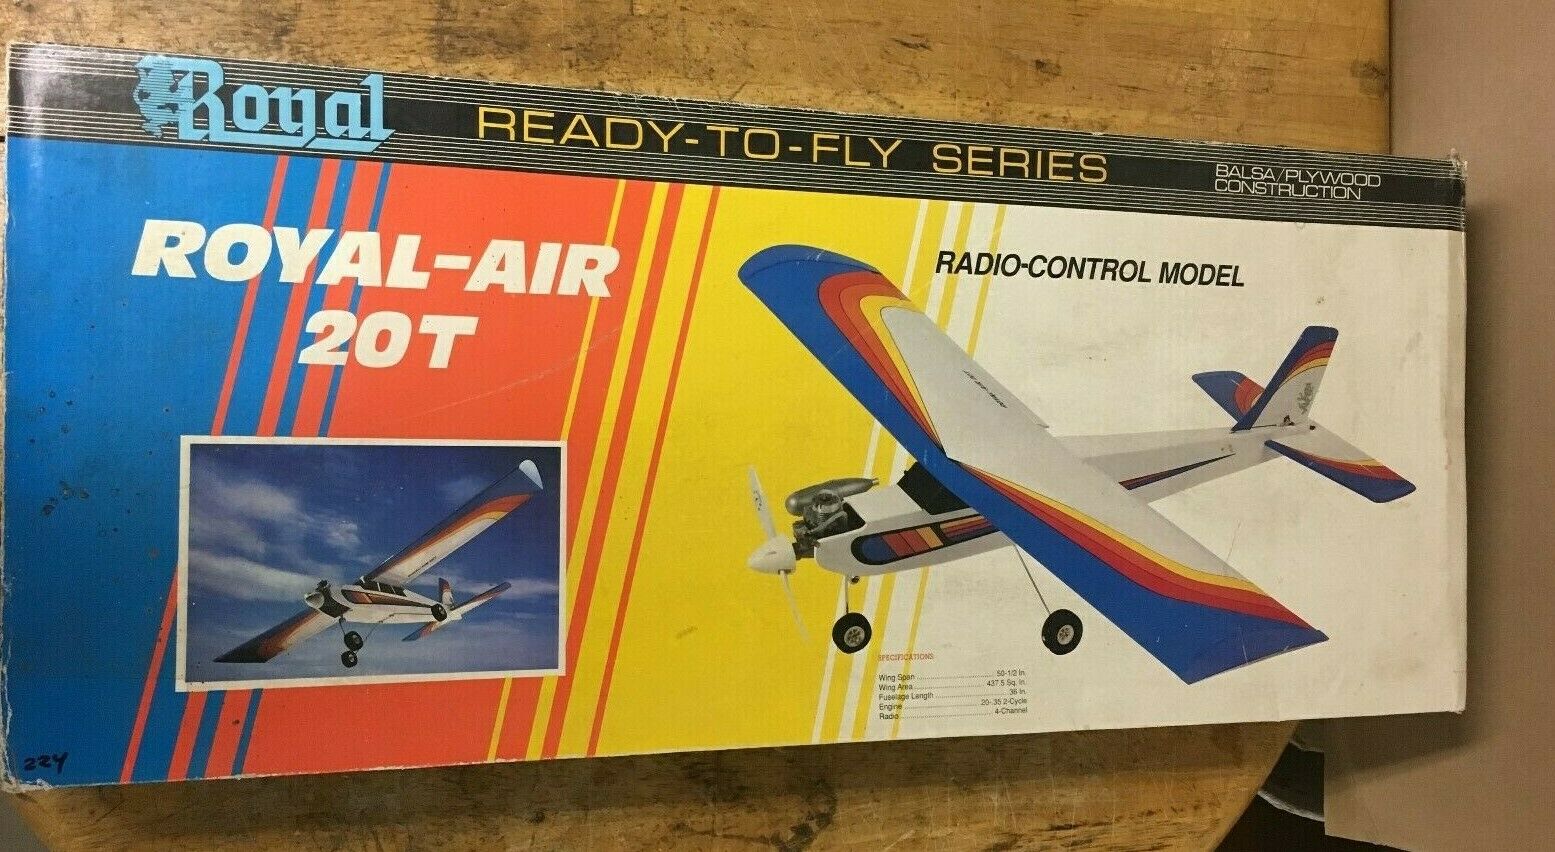 Royal
READY-TO-FLY SERIES
BALSA/PLYWOOD
CONSTRUCTION
ROYAL-AIR
20T
RADIO-CONTROL MODEL
SPECIFICATIONS
Wing Span 50-1/2 In.
Wing Area 437.5 Sq. In.
Fuselage Length 36 In.
Engine 20-.35 2-Cycle
Radio 4-Channel
224